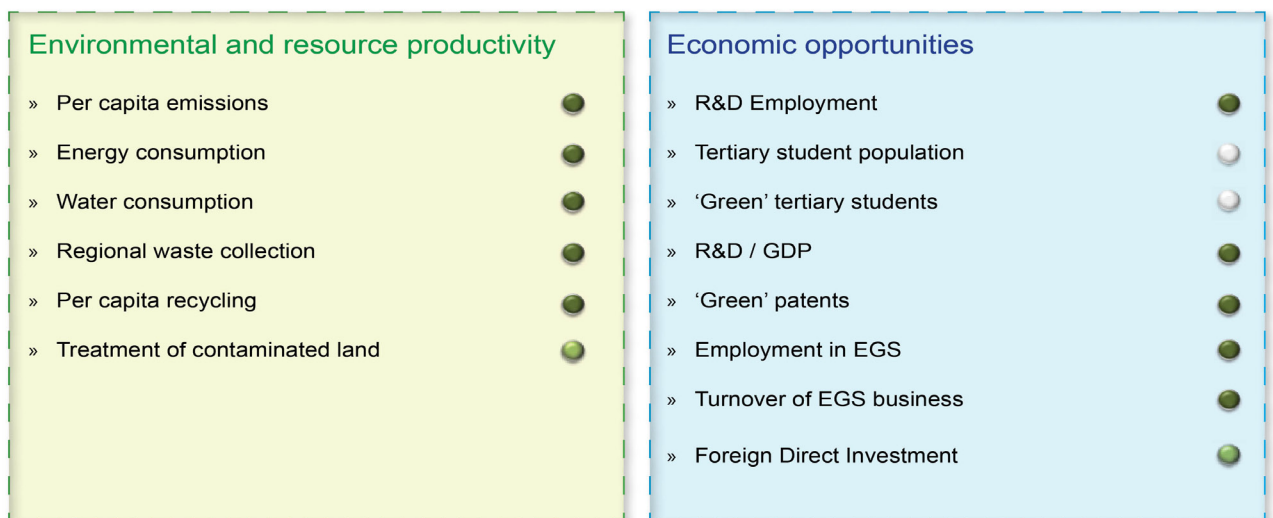 Environmental and resource productivity
» Per capita emissions
» Energy consumption
» Water consumption
» Regional waste collection
» Per capita recycling
» Treatment of contaminated land
Economic opportunities
» R&D Employment
» Tertiary student population
» ‘Green’ tertiary students
» R&D / GDP
» ‘Green’ patents
» Employment in EGS
» Turnover of EGS business
» Foreign Direct Investment